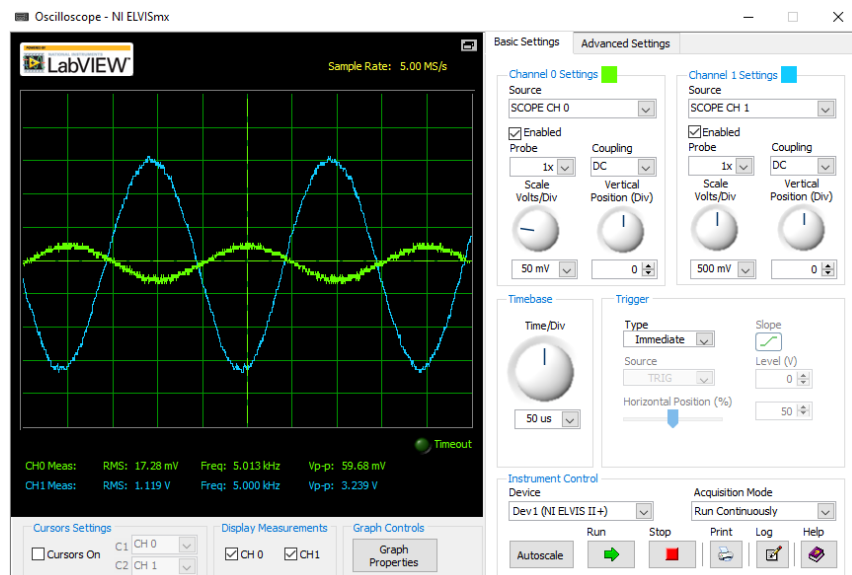 Oscilloscope - NI ELVISmx
LabVIEW
Sample Rate: 5.00 MS/s
Timeout
CH0 Meas: RMS: 17.28 mV Freq: 5.013 kHz Vp-p: 59.68 mV
CH1 Meas: RMS: 1.119 V Freq: 5.000 kHz Vp-p: 3.239 V
Cursors Settings
Cursors On
C1 CH 0
C2 CH 1
Display Measurements
CH 0 CH1
Graph Controls
Graph
Properties
Basic Settings Advanced Settings
Channel 0 Settings
Source
SCOPE CH 0
Enabled
Probe Coupling
1x DC
Scale Vertical
Volts/Div Position (Div)
50 mV 0
Channel 1 Settings
Source
SCOPE CH 1
Enabled
Probe Coupling
1x DC
Scale Vertical
Volts/Div Position (Div)
500 mV 0
Timebase
Time/Div
50 us
Trigger
Type Slope
Immediate
Source Level (V)
TRIG 0
Horizontal Position (%)
50
Instrument Control
Device Acquisition Mode
Dev1 (NI ELVIS II+) Run Continuously
Run Stop Print Log Help
Autoscale